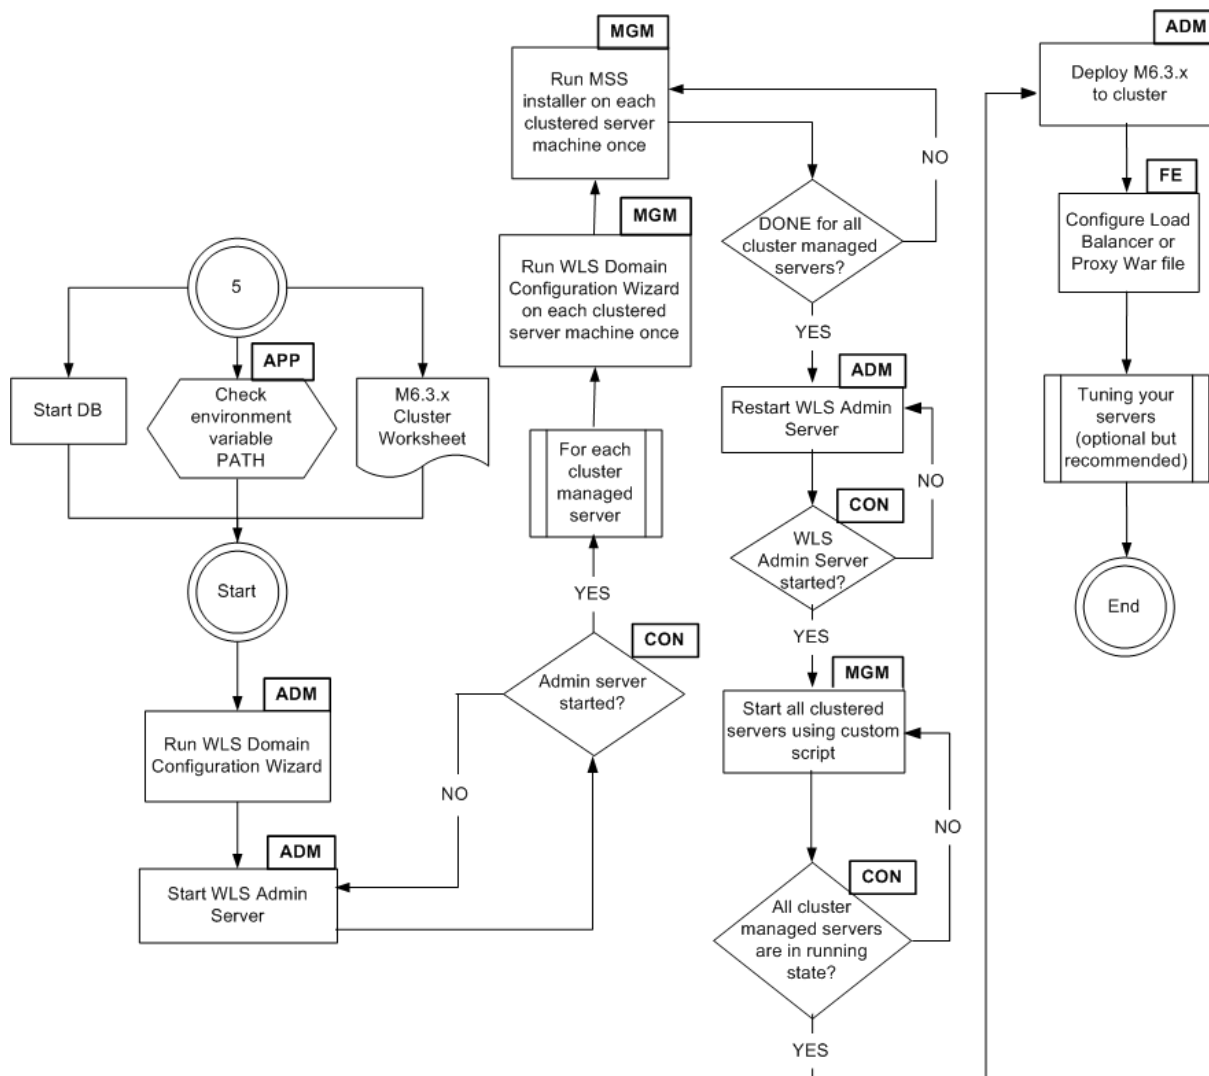 5
Start DB
APP
Check
environment
variable
PATH
M6.3.x
Cluster
Worksheet
Start
ADM
Run WLS Domain
Configuration Wizard
ADM
Start WLS Admin
Server
CON
Admin server
started?
NO
YES
For each
cluster
managed
server
MGM
Run WLS Domain
Configuration Wizard
on each clustered
server machine once
MGM
Run MSS
installer on each
clustered server
machine once
DONE for all
cluster managed
servers?
NO
YES
ADM
Restart WLS Admin
Server
CON
WLS
Admin Server
started?
NO
YES
MGM
Start all clustered
servers using custom
script
CON
All cluster
managed servers
are in running
state?
NO
YES
ADM
Deploy M6.3.x
to cluster
FE
Configure Load
Balancer or
Proxy War file
Tuning your
servers
(optional but
recommended)
End